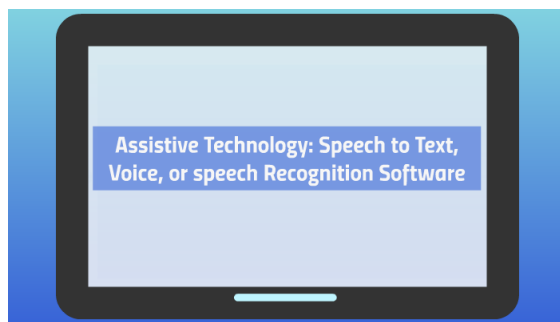 Assistive Technology: Speech to Text,
Voice, or speech Recognition Software